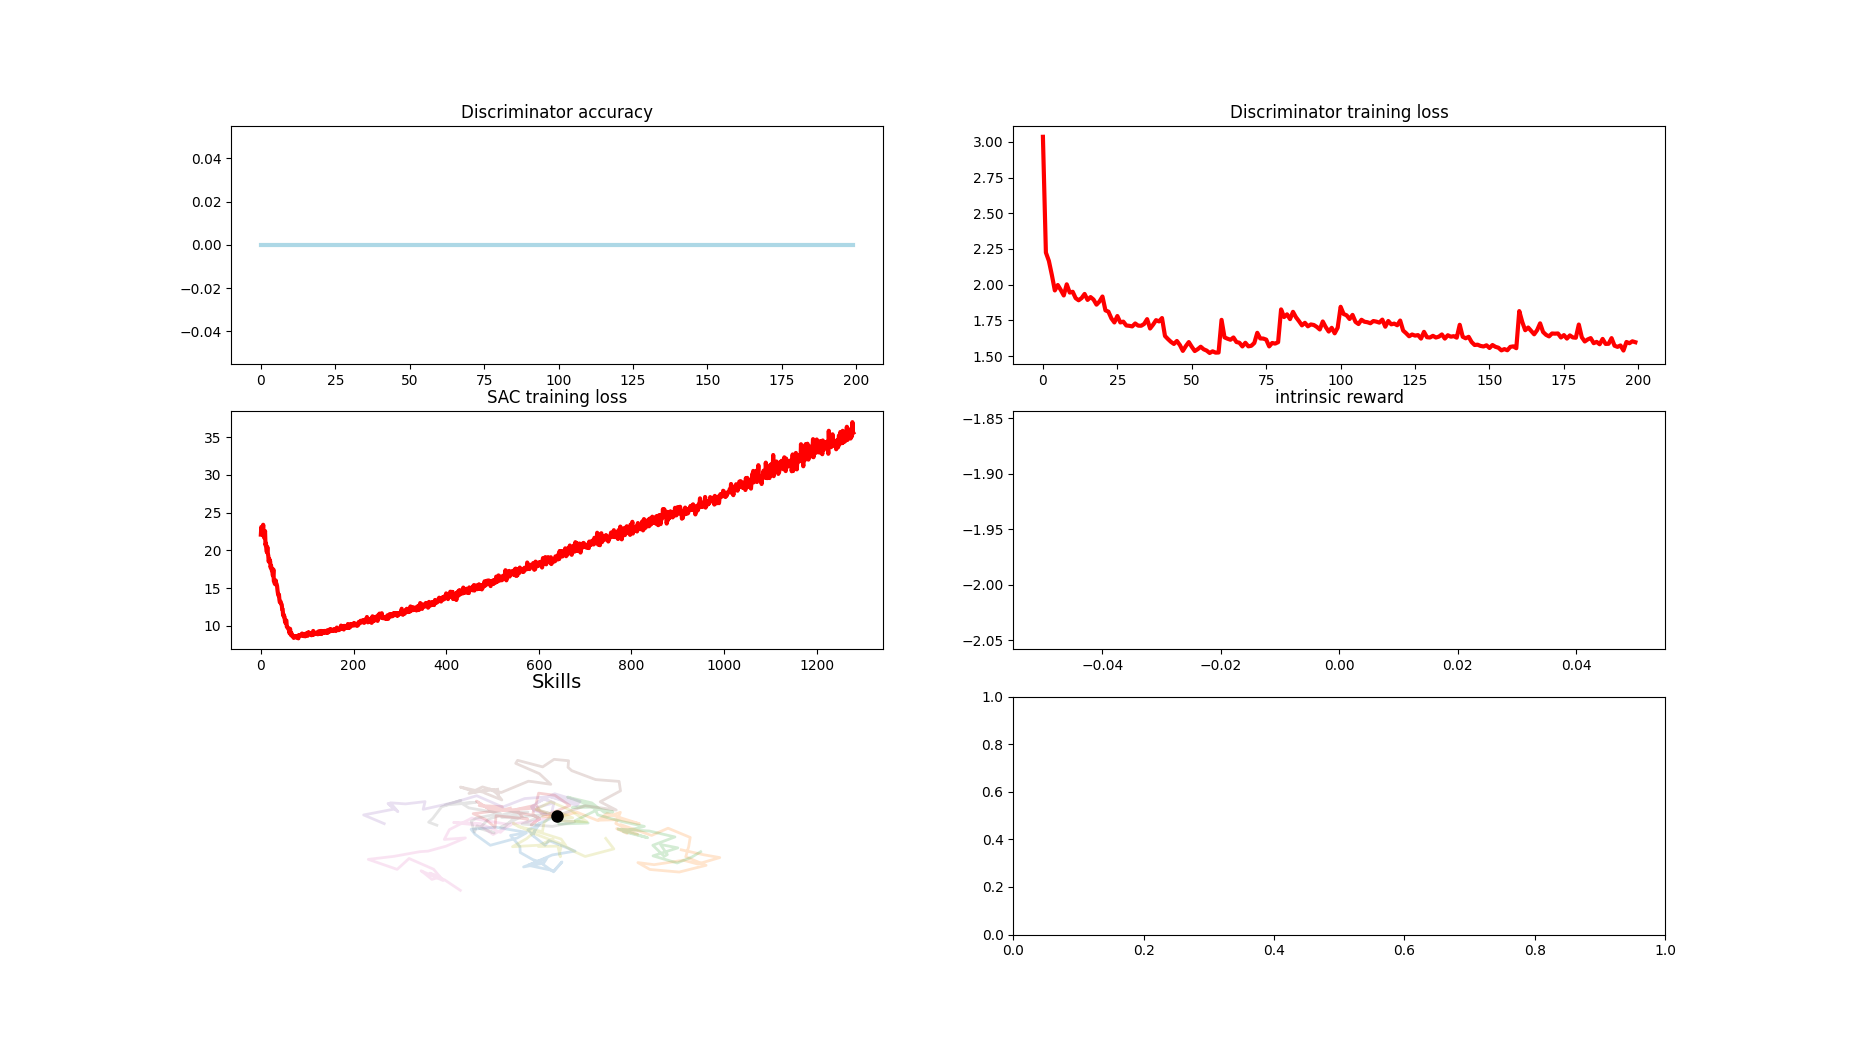 Discriminator accuracy
0.04
0.02
0.00
−0.02
−0.04
0 25 50 75 100 125 150 175 200
Discriminator training loss
3.00
2.75
2.50
2.25
2.00
1.75
1.50
0 25 50 75 100 125 150 175 200
SAC training loss
35
30
25
20
15
10
0 200 400 600 800 1000 1200
intrinsic reward
−1.85
−1.90
−1.95
−2.00
−2.05
−0.04 −0.02 0.00 0.02 0.04
Skills
1.0
0.8
0.6
0.4
0.2
0.0
0.0 0.2 0.4 0.6 0.8 1.0